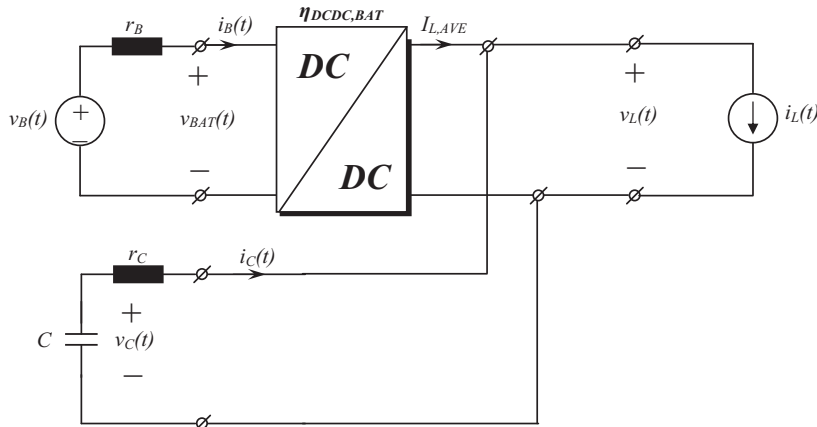 η_DCDC,BAT
r_B
i_B(t)
I_L,AVE
+
DC
+
+
v_B(t)
−
v_BAT(t)
v_L(t)
i_L(t)
−
DC
−
r_C
i_C(t)
+
C
v_C(t)
−